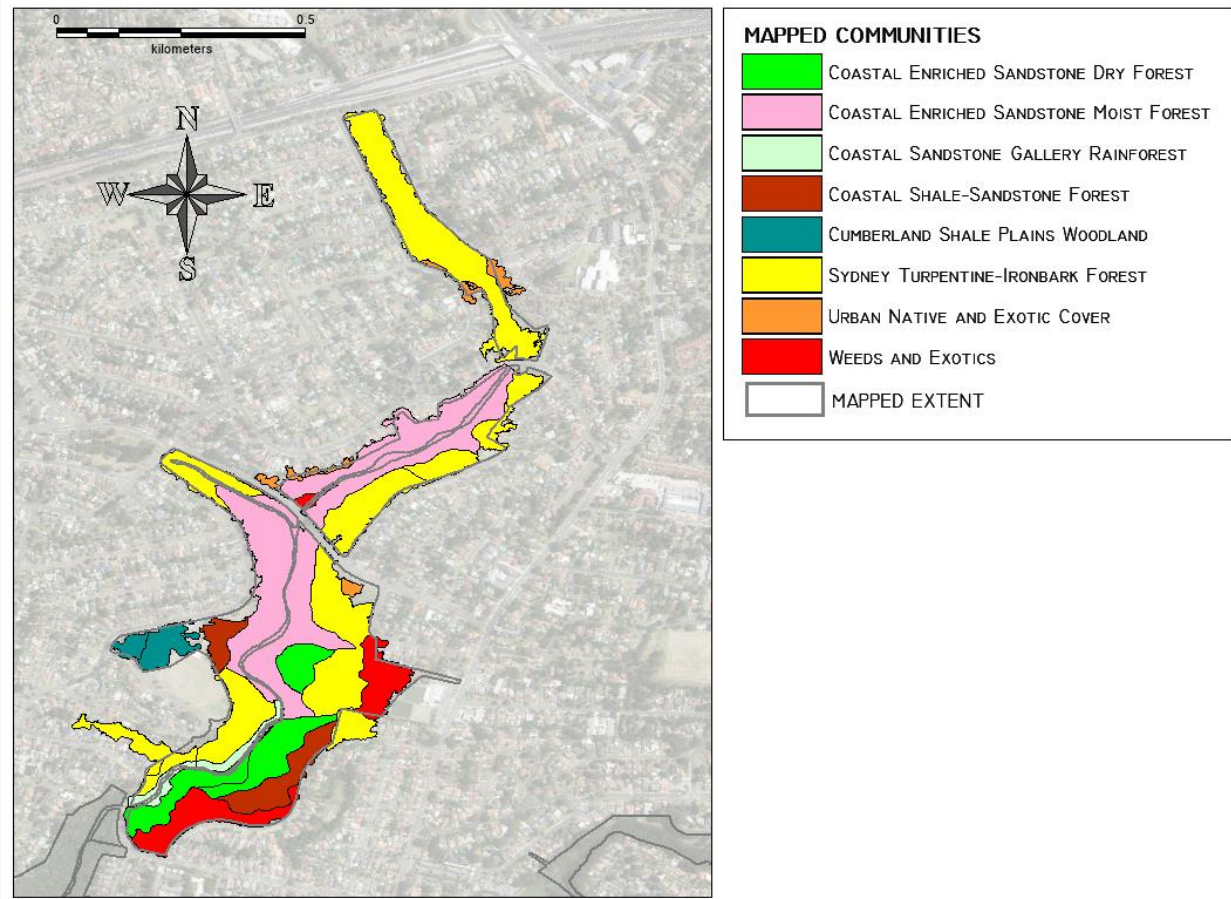 0 0.5
kilometers
N
W E
S
MAPPED COMMUNITIES
COASTAL ENRICHED SANDSTONE DRY FOREST
COASTAL ENRICHED SANDSTONE MOIST FOREST
COASTAL SANDSTONE GALLERY RAINFOREST
COASTAL SHALE-SANDSTONE FOREST
CUMBERLAND SHALE PLAINS WOODLAND
SYDNEY TURPENTINE-IRONBARK FOREST
URBAN NATIVE AND EXOTIC COVER
WEEDS AND EXOTICS
MAPPED EXTENT